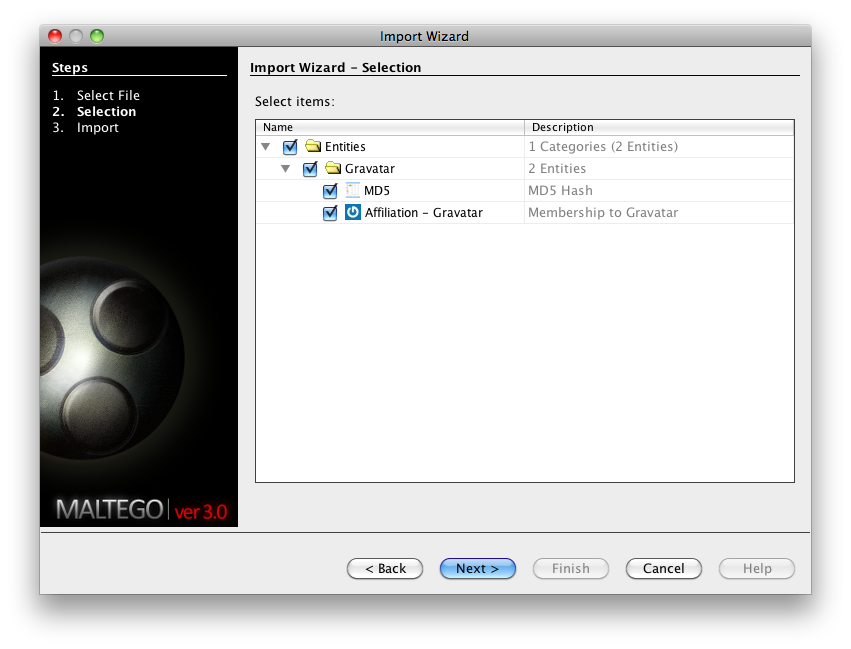 Import Wizard
Steps
1. Select File
2. Selection
3. Import
Import Wizard – Selection
Select items:
Name Description
Entities 1 Categories (2 Entities)
Gravatar 2 Entities
MD5 MD5 Hash
Affiliation – Gravatar Membership to Gravatar
MALTEGO ver 3.0
< Back Next > Finish Cancel Help